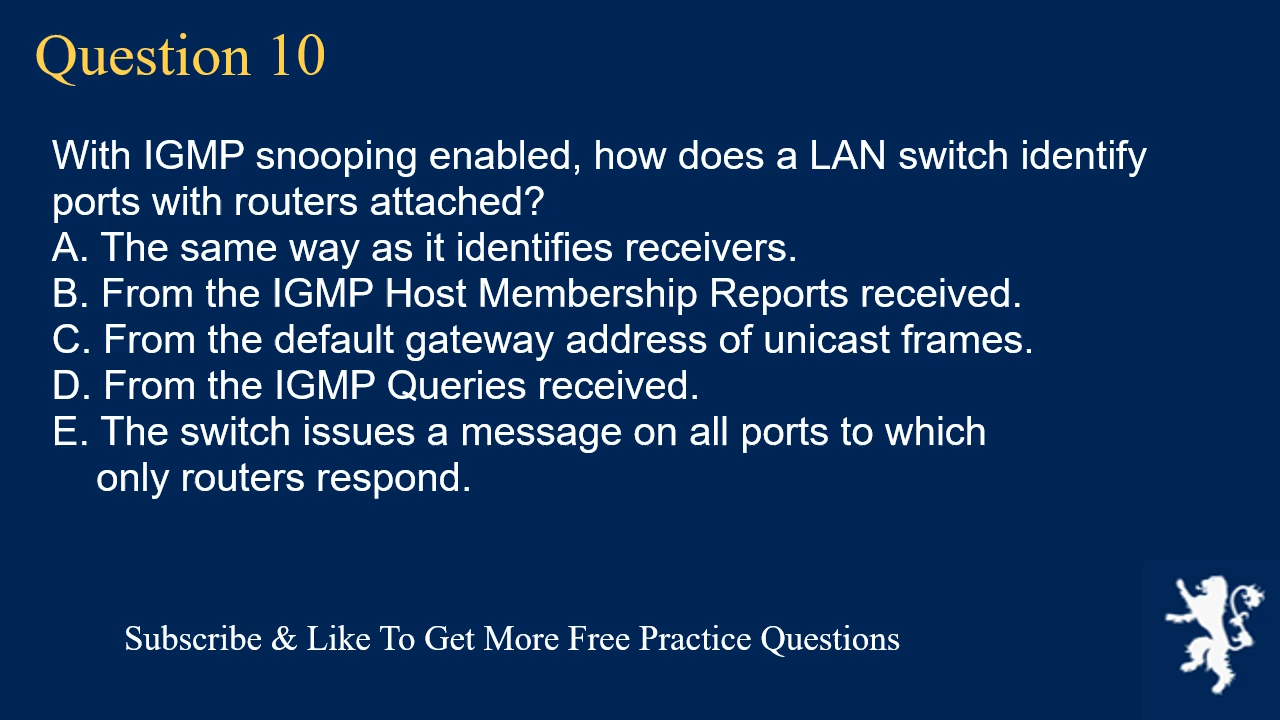 Question 10
With IGMP snooping enabled, how does a LAN switch identify
ports with routers attached?
A. The same way as it identifies receivers.
B. From the IGMP Host Membership Reports received.
C. From the default gateway address of unicast frames.
D. From the IGMP Queries received.
E. The switch issues a message on all ports to which
only routers respond.
Subscribe & Like To Get More Free Practice Questions